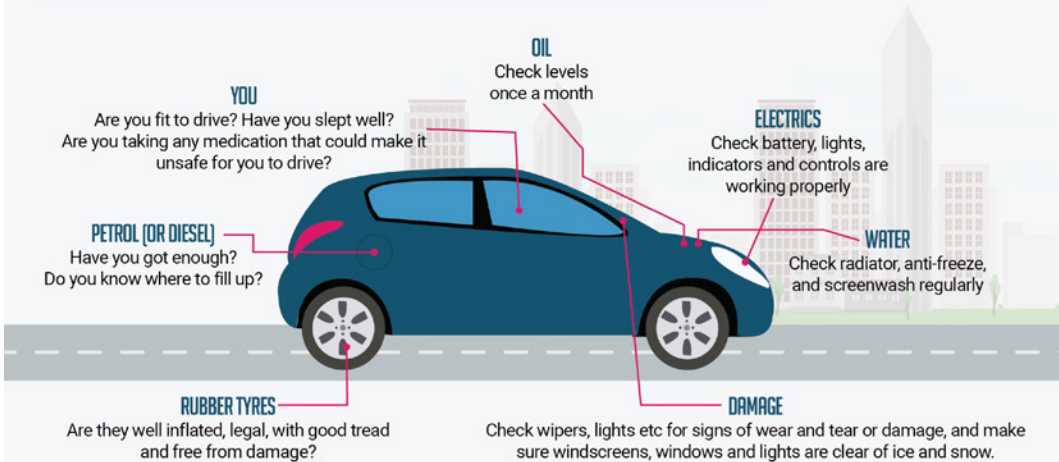 OIL
Check levels
once a month
YOU
Are you fit to drive? Have you slept well?
Are you taking any medication that could make it
unsafe for you to drive?
ELECTRICS
Check battery, lights,
indicators and controls are
working properly
PETROL (OR DIESEL)
Have you got enough?
Do you know where to fill up?
WATER
Check radiator, anti-freeze,
and screenwash regularly
RUBBER TYRES
Are they well inflated, legal, with good tread
and free from damage?
DAMAGE
Check wipers, lights etc for signs of wear and tear or damage, and make
sure windscreens, windows and lights are clear of ice and snow.